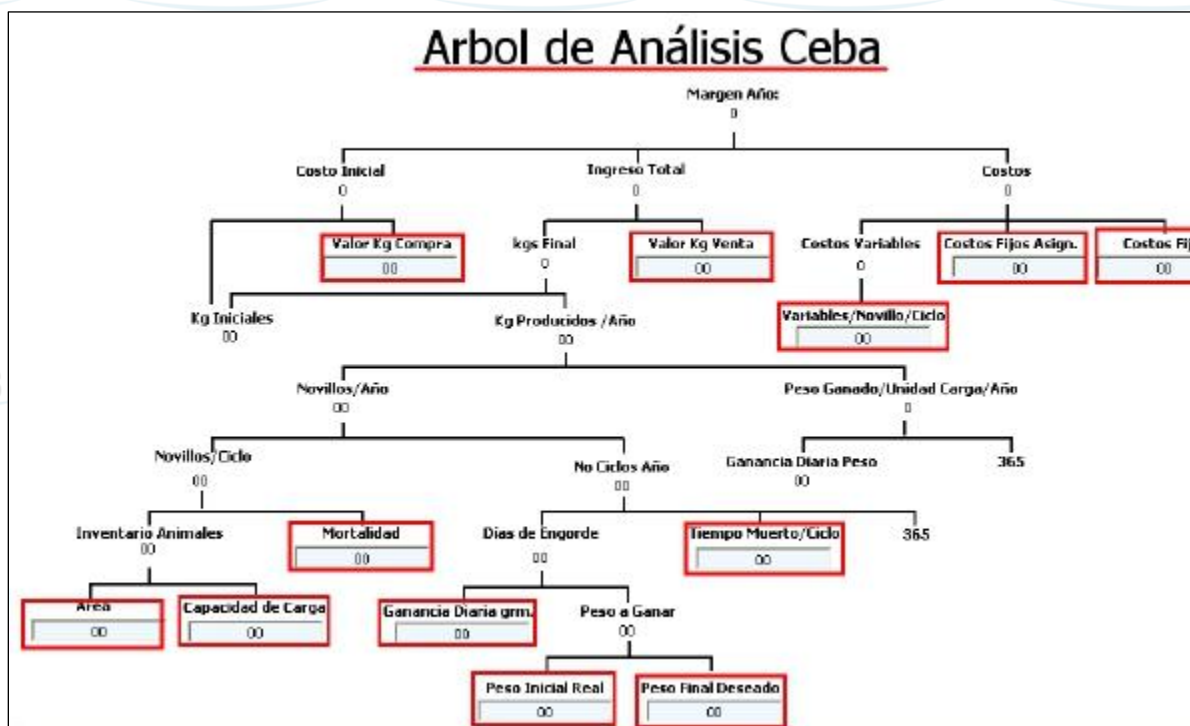 Arbol de Análisis Ceba
Margen Año:
0
Costo Inicial
0
Ingreso Total
0
Costos
0
Valor Kg Compra
00
kgs Final
0
Valor Kg Venta
00
Costos Variables
0
Costos Fijos Asign.
00
Costos Fij
00
Kg Iniciales
00
Kg Producidos /Año
00
Variables/Novillo/Ciclo
00
Novillos/Año
00
Peso Ganado/Unidad Carga/Año
0
Novillos/Ciclo
00
No Ciclos Año
00
Ganancia Diaria Peso
00
365
Inventario Animales
00
Mortalidad
00
Dias de Engorde
00
Tiempo Muerto/Ciclo
00
365
Area
00
Capacidad de Carga
00
Ganancia Diaria grm.
00
Peso a Ganar
00
Peso Inicial Real
00
Peso Final Deseado
00